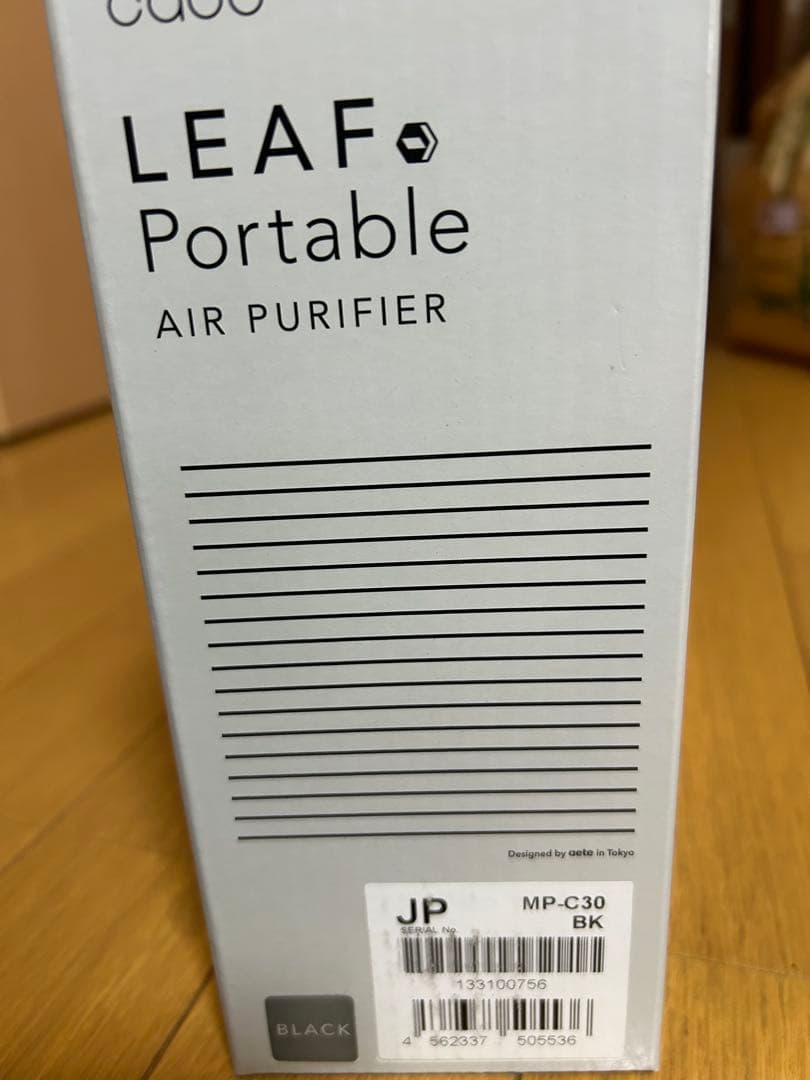 cado
LEAF
Portable
AIR PURIFIER
Designed by aete in Tokyo
JP
MP-C30
BK
SERIAL No.
133100756
4 562337 505536
BLACK